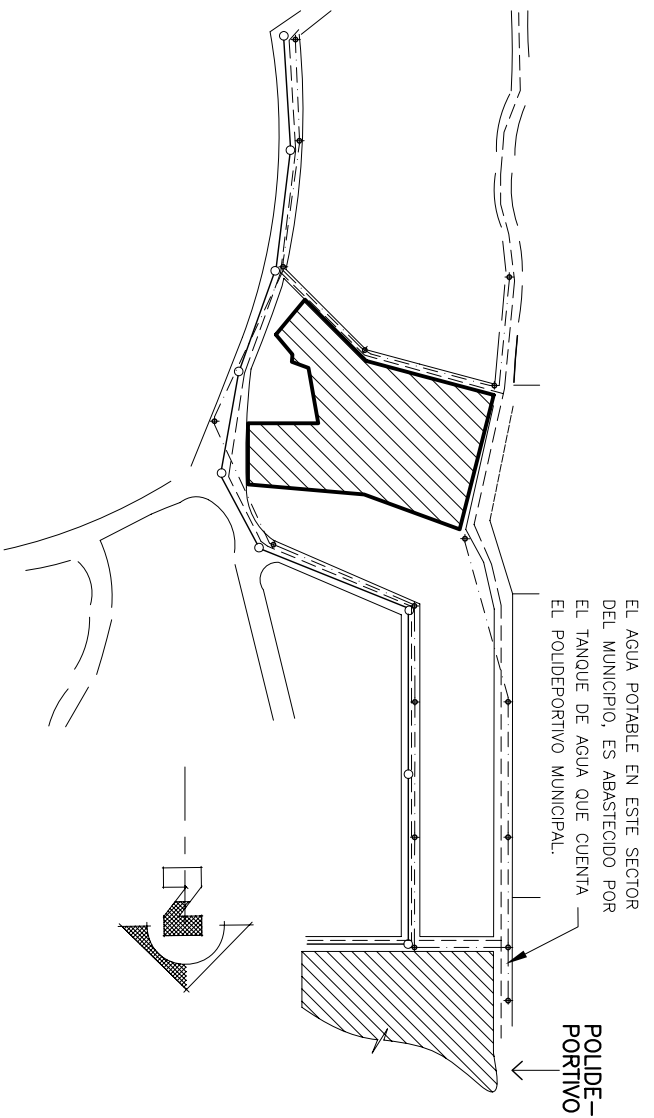 EL AGUA POTABLE EN ESTE SECTOR
DEL MUNICIPIO, ES ABASTECIDO POR
EL TANQUE DE AGUA QUE CUENTA
EL POLIDEPORTIVO MUNICIPAL.
POLIDE-
PORTIVO
N